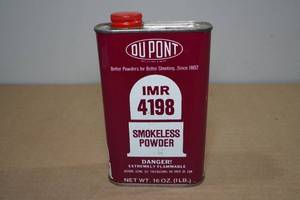 DU PONT
Better Powders for Better Shooting...Since 1802
IMR
4198
SMOKELESS
POWDER
DANGER!
EXTREMELY FLAMMABLE
NET WT. 16 OZ. (1 LB.)